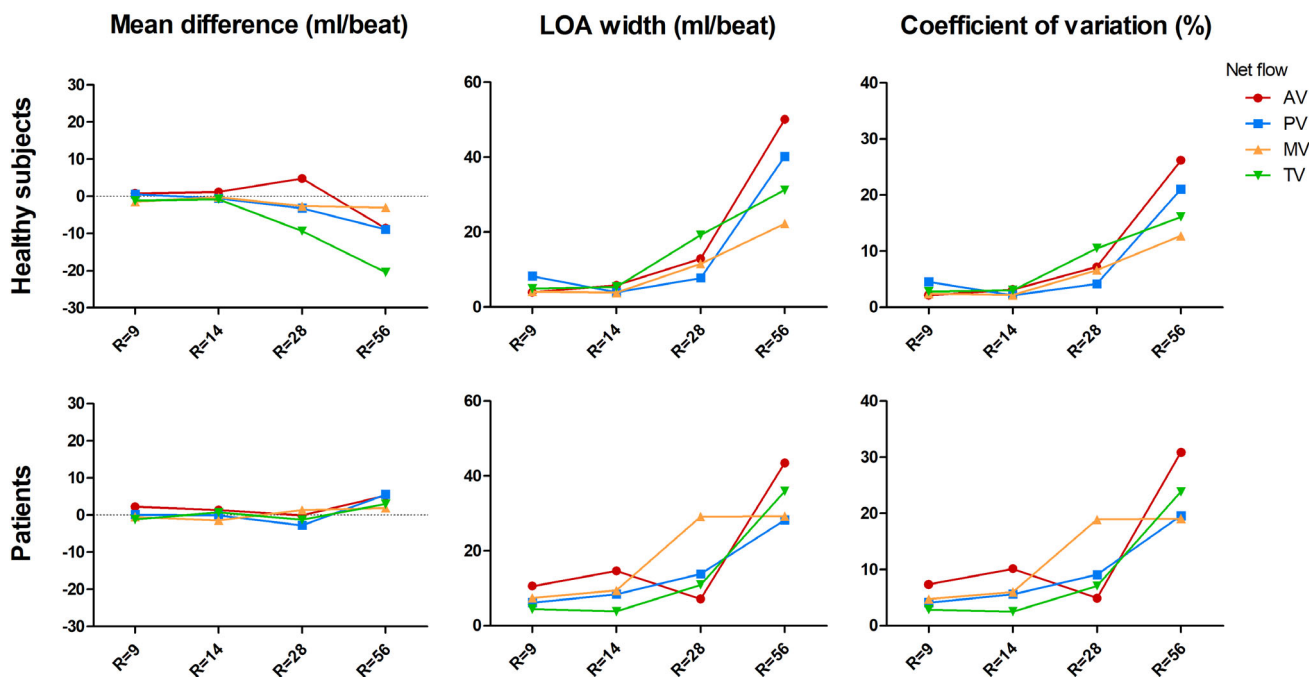 Mean difference (ml/beat)
LOA width (ml/beat)
Coefficient of variation (%)
Net flow
AV
PV
MV
TV
Healthy subjects
30
20
10
0
-10
-20
-30
R=9
R=14
R=28
R=56
60
40
20
0
R=9
R=14
R=28
R=56
40
30
20
10
0
R=9
R=14
R=28
R=56
Patients
30
20
10
0
-10
-20
-30
R=9
R=14
R=28
R=56
60
40
20
0
R=9
R=14
R=28
R=56
40
30
20
10
0
R=9
R=14
R=28
R=56